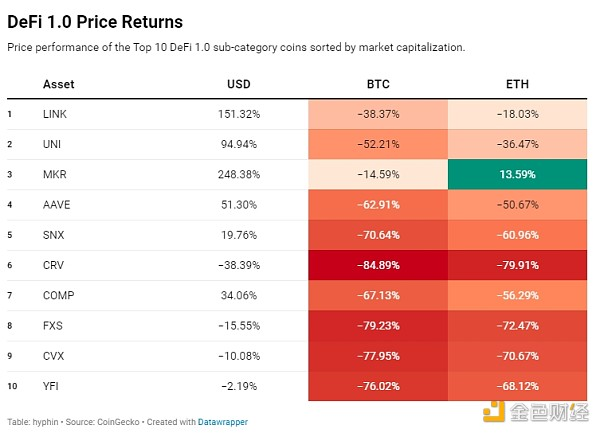 DeFi 1.0 Price Returns
Price performance of the Top 10 DeFi 1.0 sub-category coins sorted by market capitalization.
Asset USD BTC ETH
1 LINK 151.32% −38.37% −18.03%
2 UNI 94.94% −52.21% −36.47%
3 MKR 248.38% −14.59% 13.59%
4 AAVE 51.30% −62.91% −50.67%
5 SNX 19.76% −70.64% −60.96%
6 CRV −38.39% −84.89% −79.91%
7 COMP 34.06% −67.13% −56.29%
8 FXS −15.55% −79.23% −72.47%
9 CVX −10.08% −77.95% −70.67%
10 YFI −2.19% −76.02% −68.12%
Table: hyphin • Source: CoinGecko • Created with Datawrapper
金色财经